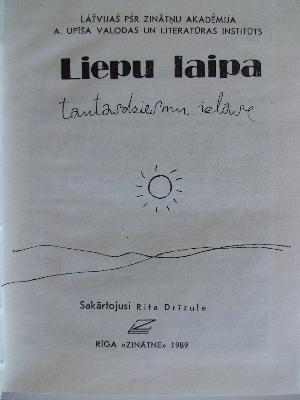 LATVIJAS PSR ZINĀTŅU AKADĒMIJA
A. UPĪŠA VALODAS UN LITERATŪRAS INSTITŪTS
Liepu laipa
tautasdziesmu izlase
Sakārtojusi Rita Drīzule
RĪGA «ZINĀTNE» 1989